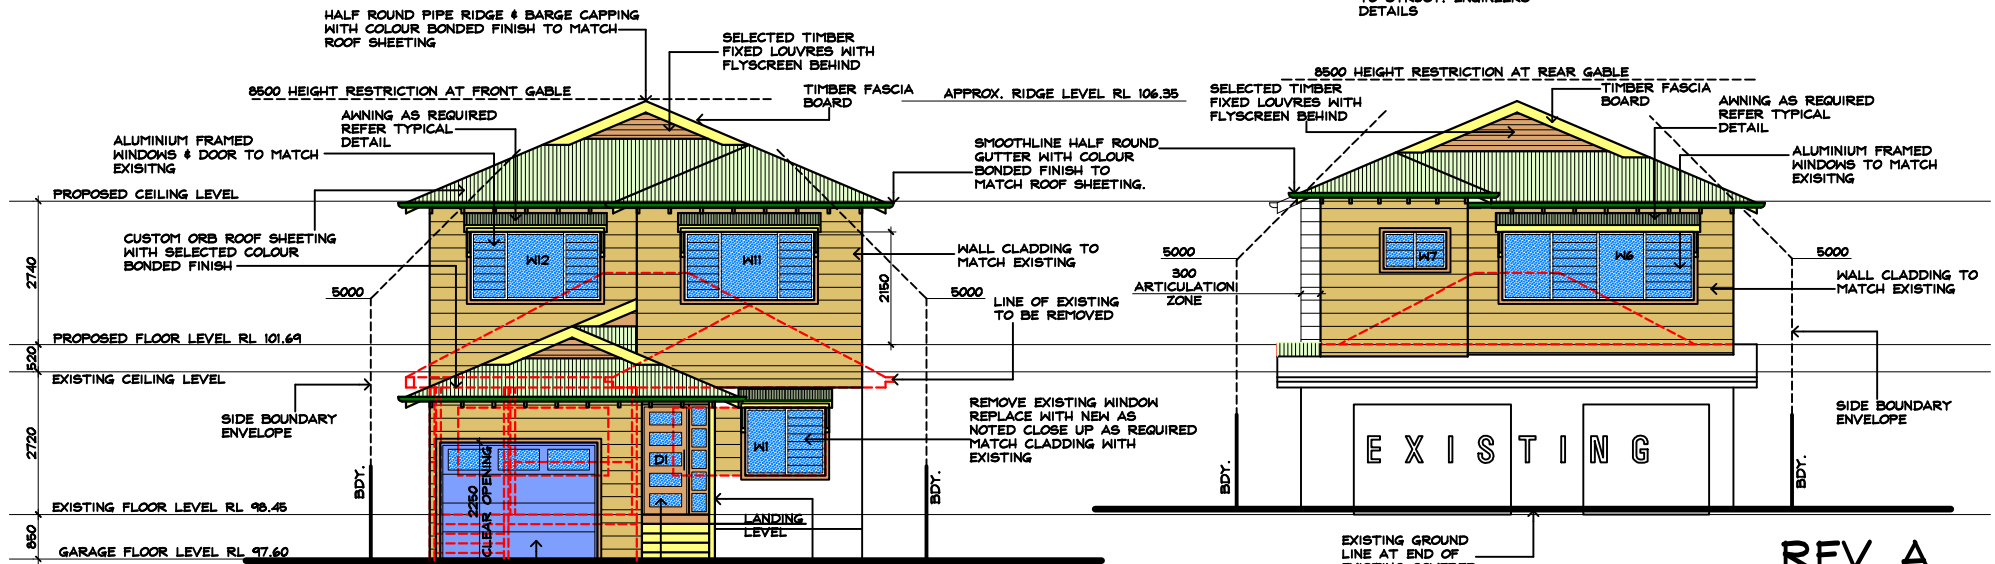 HALF ROUND PIPE RIDGE & BARGE CAPPING
WITH COLOUR BONDED FINISH TO MATCH
ROOF SHEETING
SELECTED TIMBER
FIXED LOUVRES WITH
FLYSCREEN BEHIND
8500 HEIGHT RESTRICTION AT FRONT GABLE
TIMBER FASCIA
BOARD
AWNING AS REQUIRED
REFER TYPICAL
DETAIL
ALUMINIUM FRAMED
WINDOWS & DOOR TO MATCH
EXISITNG
PROPOSED CEILING LEVEL
CUSTOM ORB ROOF SHEETING
WITH SELECTED COLOUR
BONDED FINISH
2740
5000
PROPOSED FLOOR LEVEL RL 101.69
520
EXISTING CEILING LEVEL
SIDE BOUNDARY
ENVELOPE
2720
BDY.
EXISTING FLOOR LEVEL RL 98.45
850
GARAGE FLOOR LEVEL RL 97.60
W12
W11
W1
D1
2250
CLEAR OPENING
LANDING
LEVEL
2150
APPROX. RIDGE LEVEL RL 106.35
SMOOTHLINE HALF ROUND
GUTTER WITH COLOUR
BONDED FINISH TO
MATCH ROOF SHEETING.
WALL CLADDING TO
MATCH EXISTING
5000
LINE OF EXISTING
TO BE REMOVED
REMOVE EXISTING WINDOW
REPLACE WITH NEW AS
NOTED CLOSE UP AS REQUIRED
MATCH CLADDING WITH
EXISTING
BDY.
DETAILS
8500 HEIGHT RESTRICTION AT REAR GABLE
SELECTED TIMBER
FIXED LOUVRES WITH
FLYSCREEN BEHIND
TIMBER FASCIA
BOARD
AWNING AS REQUIRED
REFER TYPICAL
DETAIL
ALUMINIUM FRAMED
WINDOWS TO MATCH
EXISITNG
5000
300
ARTICULATION
ZONE
W7
W6
5000
WALL CLADDING TO
MATCH EXISTING
SIDE BOUNDARY
ENVELOPE
BDY.
EXISTING
BDY.
EXISTING GROUND
LINE AT END OF
REV A